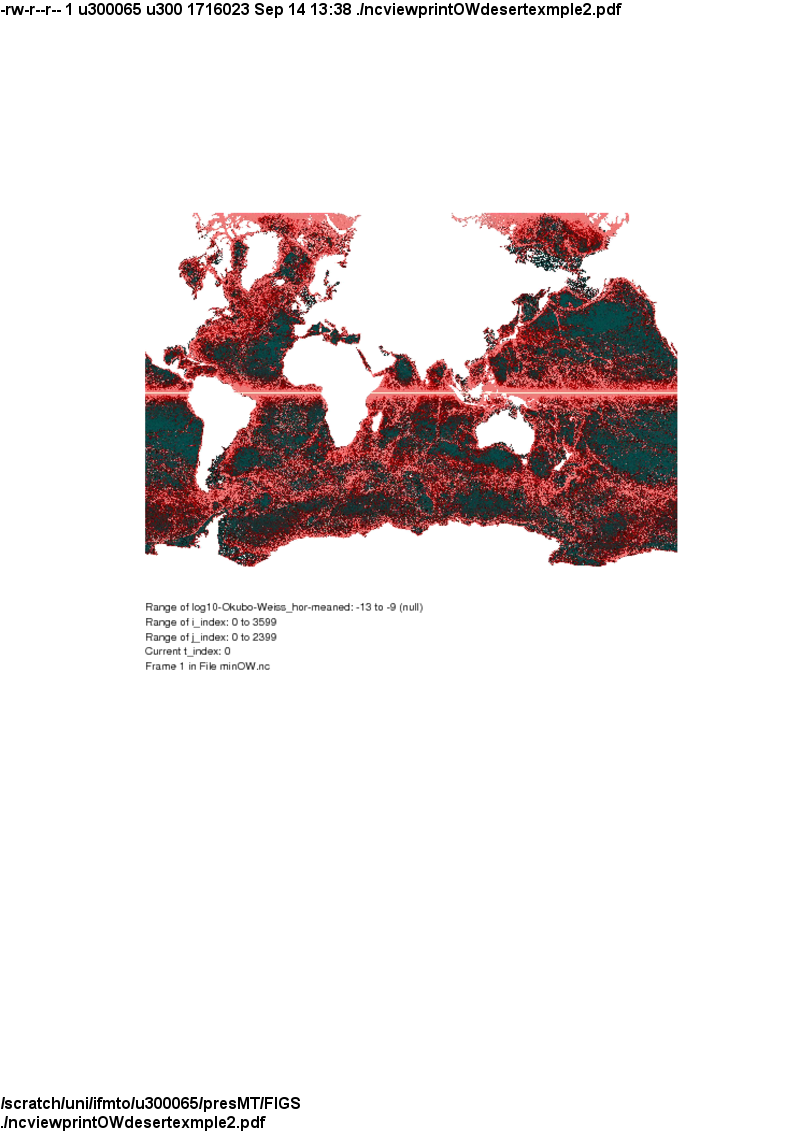 -rw-r--r-- 1 u300065 u300 1716023 Sep 14 13:38 ./ncviewprintOWdesertexmple2.pdf
Range of log10-Okubo-Weiss_hor-meaned: -13 to -9 (null)
Range of i_index: 0 to 3599
Range of j_index: 0 to 2399
Current t_index: 0
Frame 1 in File minOW.nc
/scratch/uni/ifmto/u300065/presMT/FIGS
./ncviewprintOWdesertexmple2.pdf